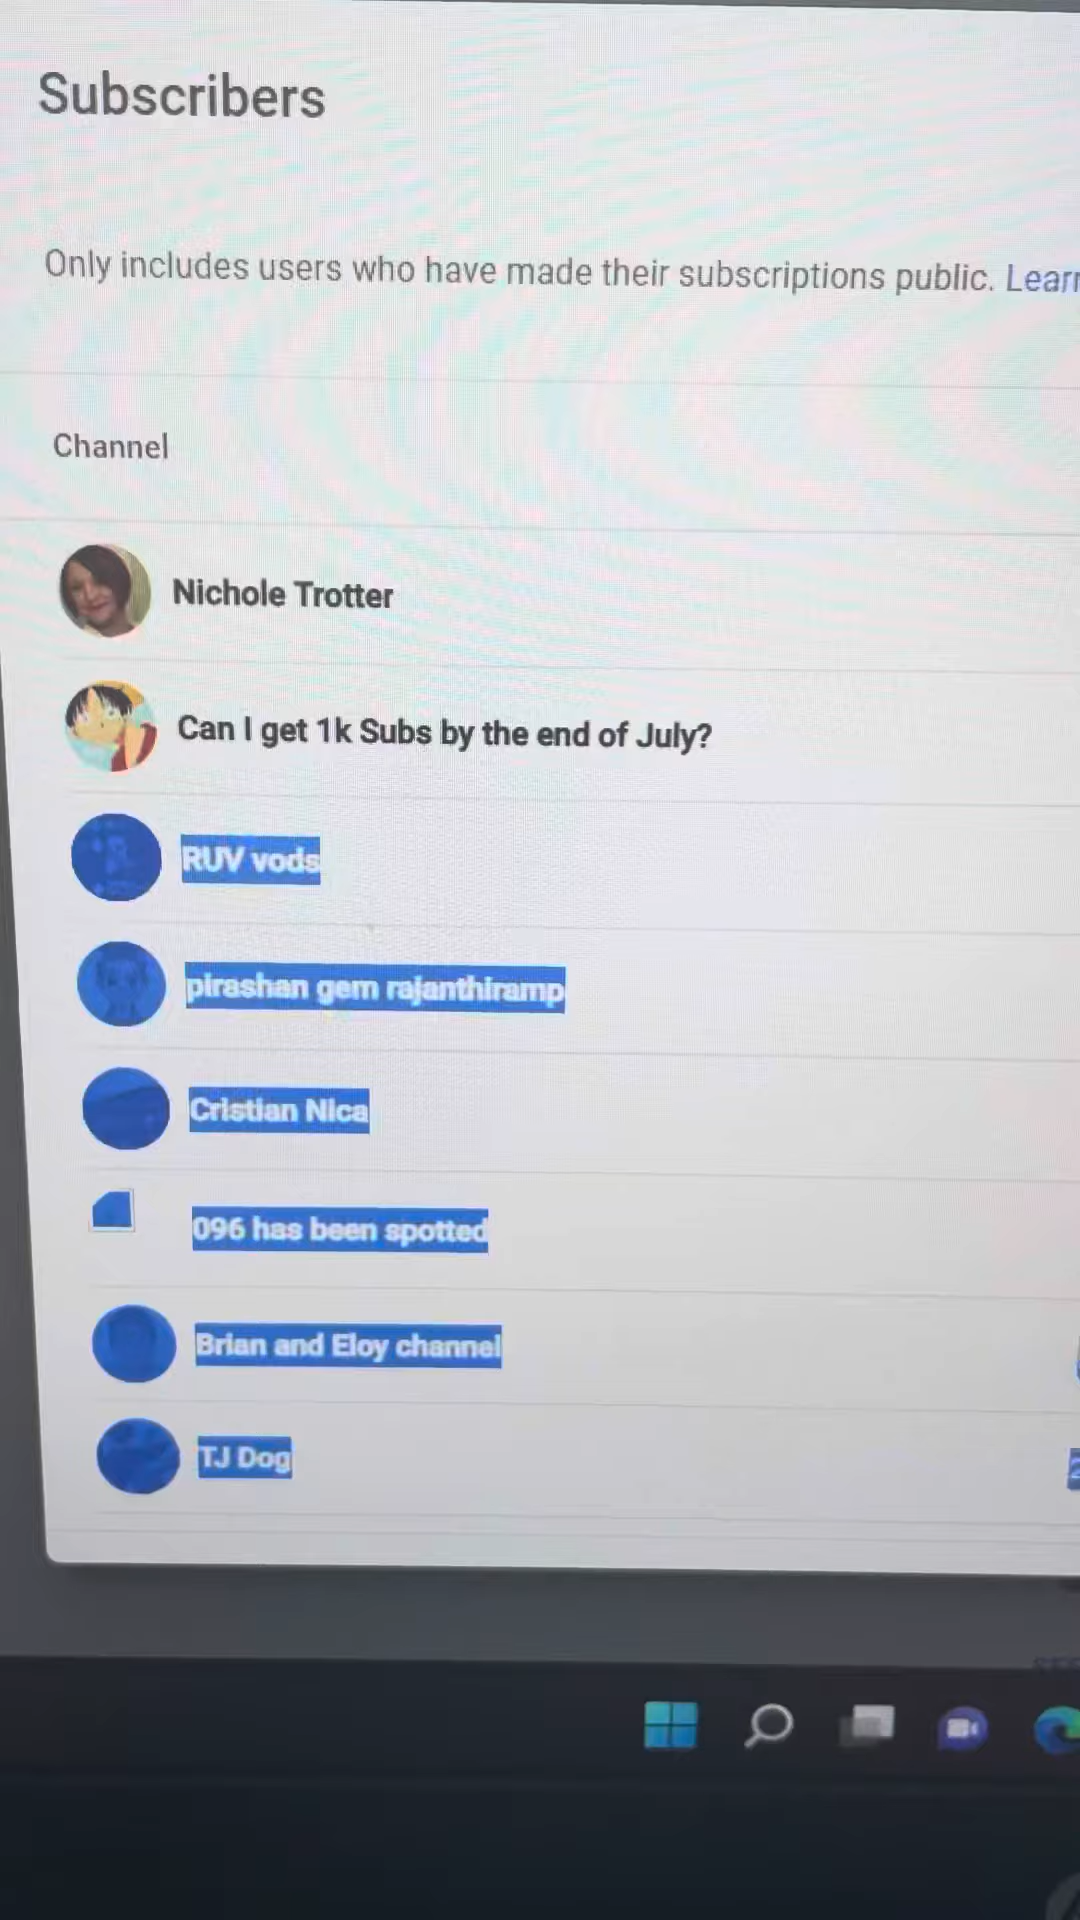 Subscribers
Only includes users who have made their subscriptions public. Learn
Channel
Nichole Trotter
Can I get 1k Subs by the end of July?
RUV vods
pirashan gem rajanthiramp
Cristian Nica
096 has been spotted
Brian and Eloy channel
TJ Dog
2